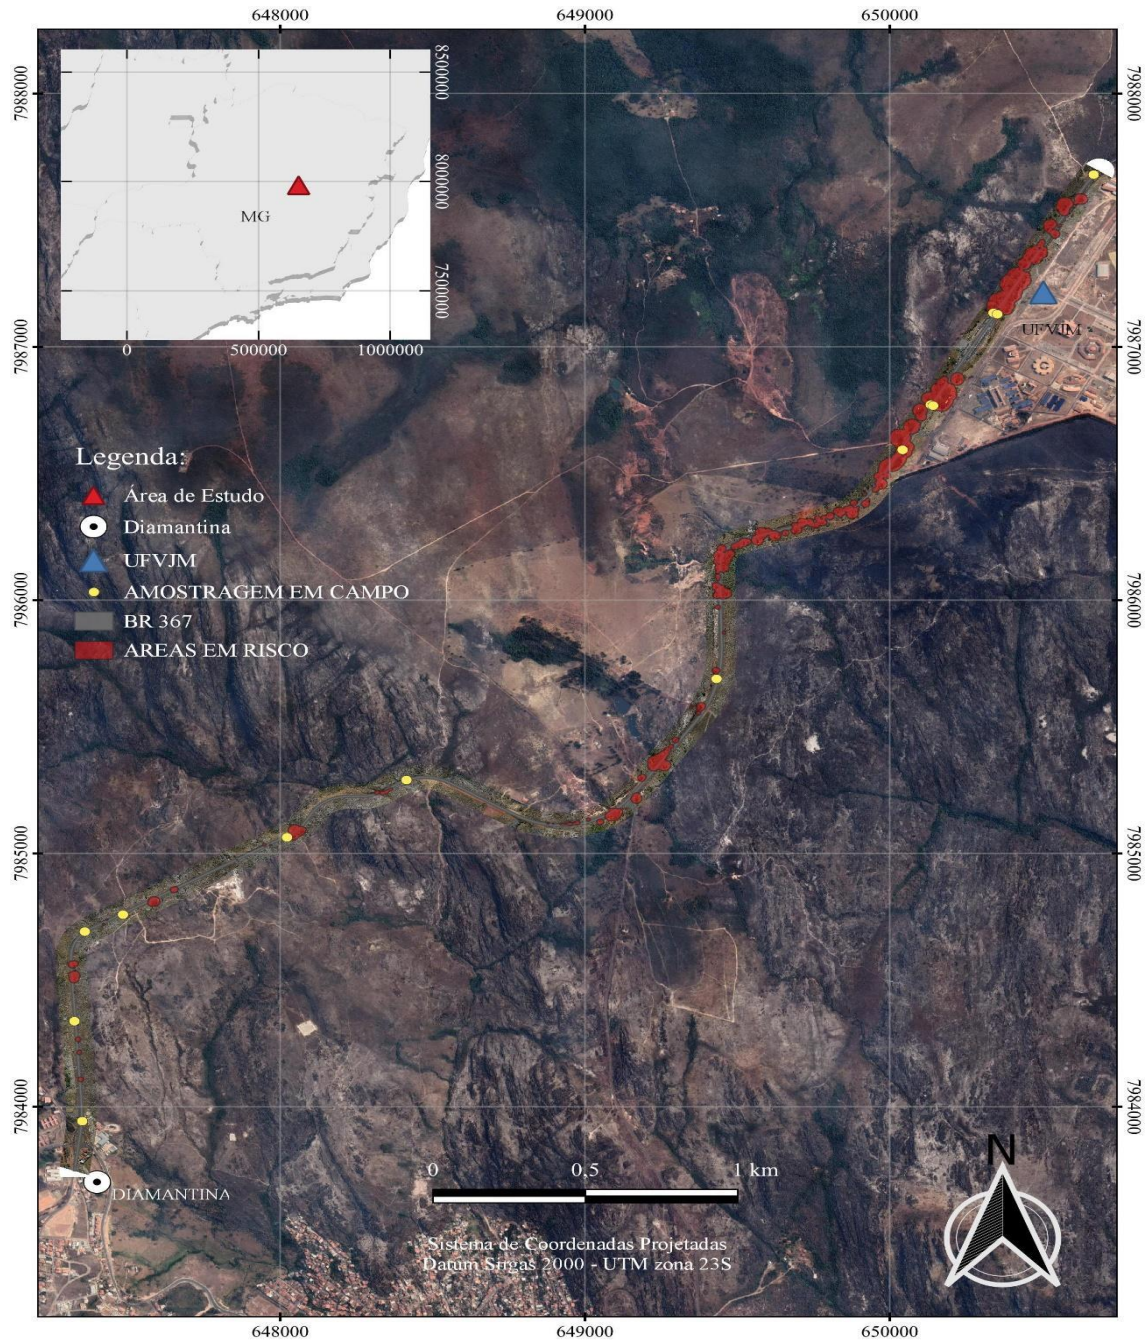 648000 649000 650000
8500000
8000000
7500000
MG
0 500000 1000000
7988000 7988000
7987000 7987000
UFVJM
Legenda:
Área de Estudo
Diamantina
UFVJM
AMOSTRAGEM EM CAMPO
BR 367
AREAS EM RISCO
7986000 7986000
7985000 7985000
7984000 7984000
DIAMANTINA
0 0,5 1 km
N
Sistema de Coordenadas Projetadas
Datum Sirgas 2000 - UTM zona 23S
648000 649000 650000